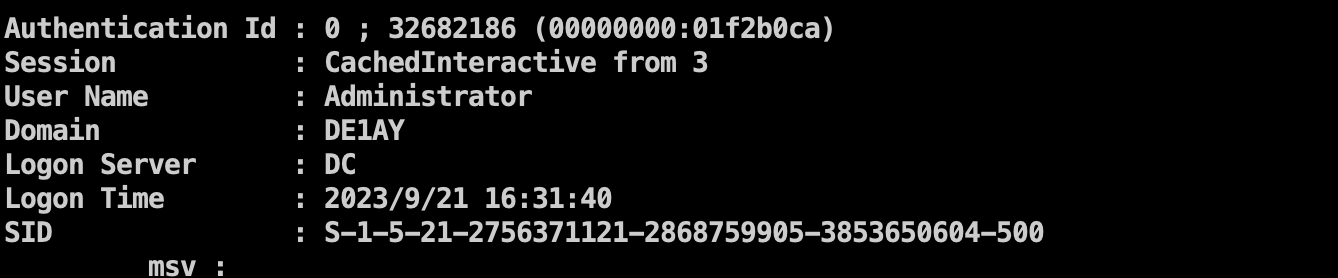 Authentication Id : 0 ; 32682186 (00000000:01f2b0ca)
Session           : CachedInteractive from 3
User Name         : Administrator
Domain            : DE1AY
Logon Server      : DC
Logon Time        : 2023/9/21 16:31:40
SID               : S-1-5-21-2756371121-2868759905-3853650604-500
         msv :